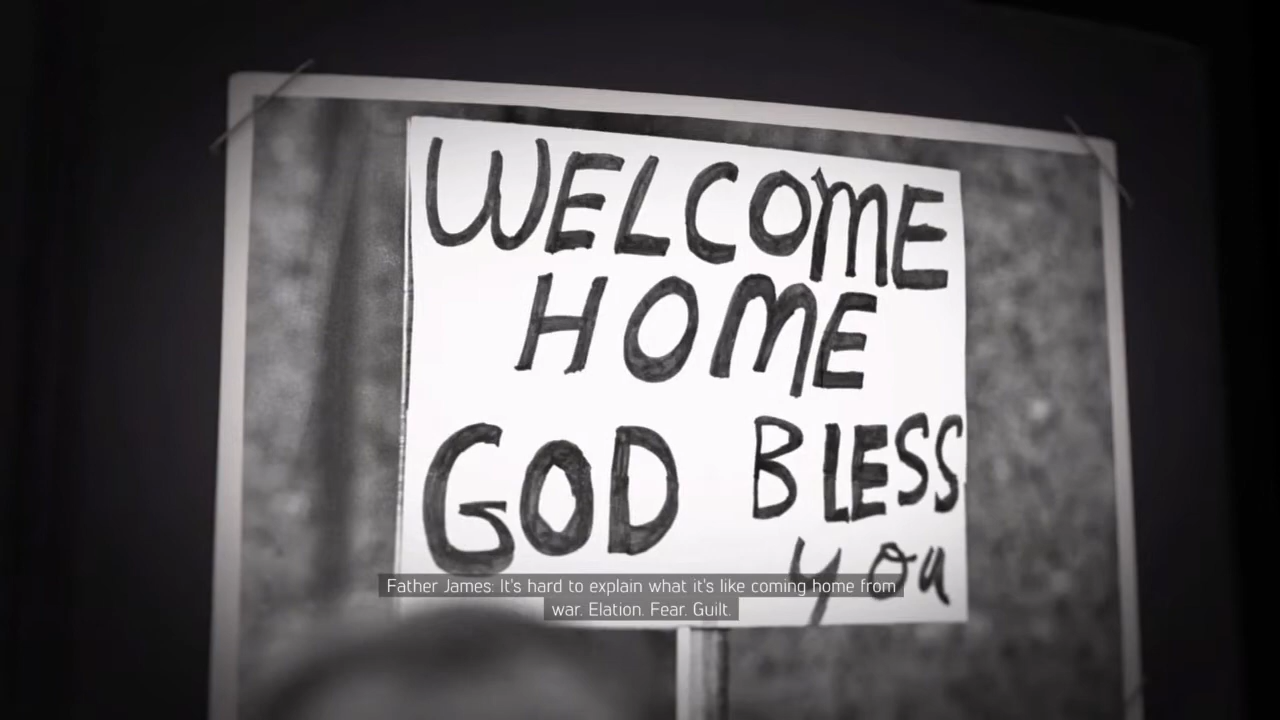 WELCOME
HOME
GOD BLESS
you
Father James: It's hard to explain what it's like coming home from
war. Elation. Fear. Guilt.